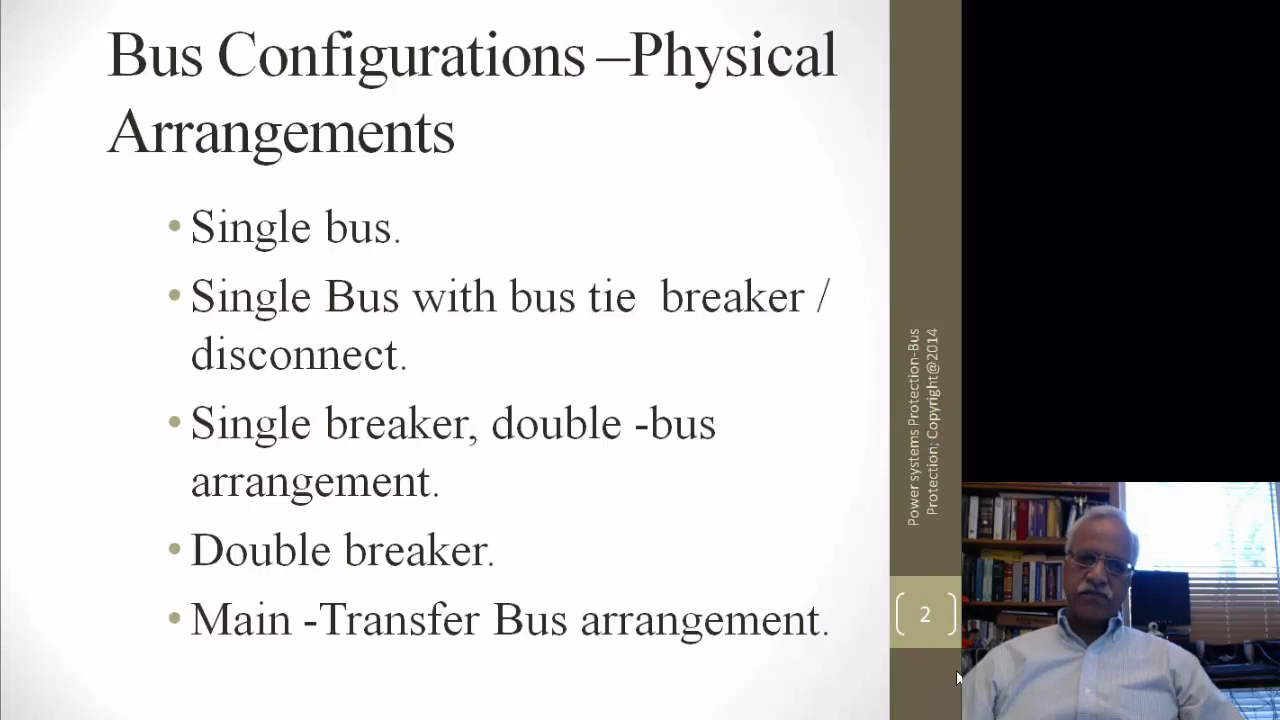 Bus Configurations –Physical
Arrangements
• Single bus.
• Single Bus with bus tie  breaker /
disconnect.
• Single breaker, double -bus
arrangement.
• Double breaker.
• Main -Transfer Bus arrangement.
Power systems Protection-Bus
Protection; Copyright@2014
2